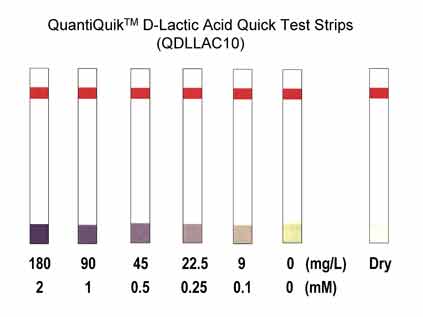 QuantiQuik™ D-Lactic Acid Quick Test Strips
(QDLLAC10)
180 90 45 22.5 9 0 (mg/L) Dry
2 1 0.5 0.25 0.1 0 (mM)